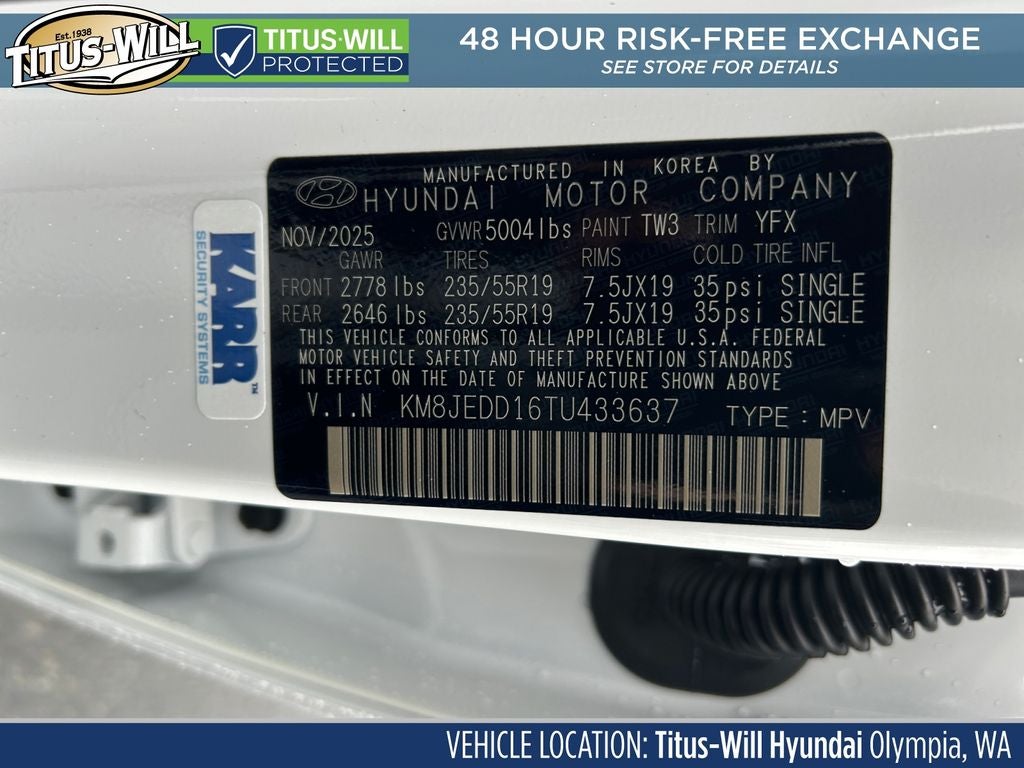 Est. 1938
TITUS-WILL
TITUS-WILL
PROTECTED
48 HOUR RISK-FREE EXCHANGE
SEE STORE FOR DETAILS
KARR™
SECURITY SYSTEMS
MANUFACTURED IN KOREA BY
HYUNDAI MOTOR COMPANY
NOV/2025 GVWR 5004lbs PAINT TW3 TRIM YFX
GAWR TIRES RIMS COLD TIRE INFL
FRONT 2778lbs 235/55R19 7.5JX19 35psi SINGLE
REAR 2646lbs 235/55R19 7.5JX19 35psi SINGLE
THIS VEHICLE CONFORMS TO ALL APPLICABLE U.S.A. FEDERAL
MOTOR VEHICLE SAFETY AND THEFT PREVENTION STANDARDS
IN EFFECT ON THE DATE OF MANUFACTURE SHOWN ABOVE
V.I.N KM8JEDD16TU433637 TYPE : MPV
VEHICLE LOCATION: Titus-Will Hyundai Olympia, WA